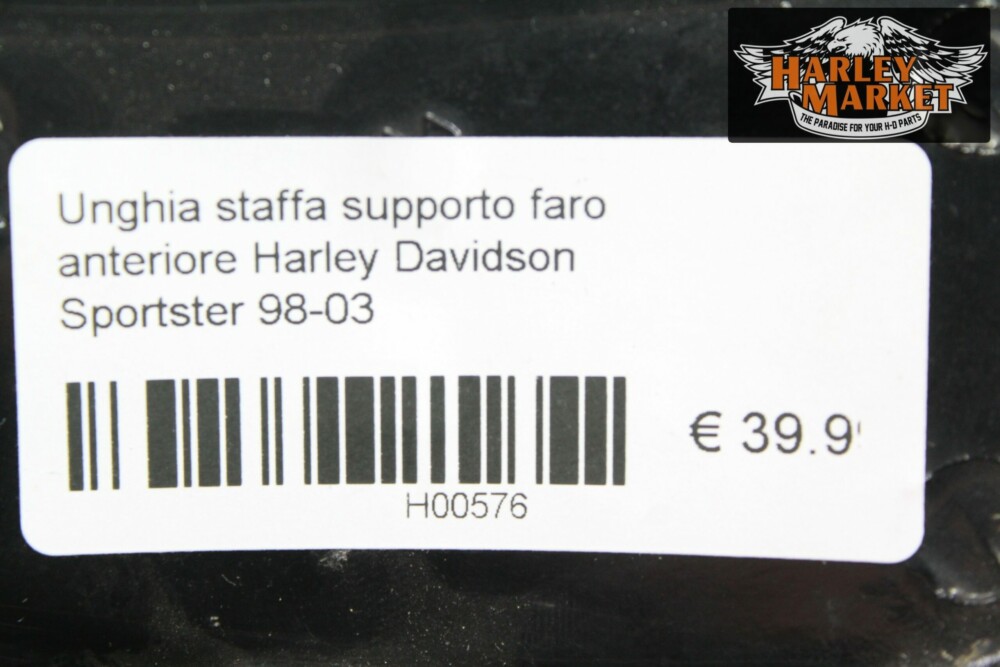 HARLEY
MARKET
THE PARADISE FOR YOUR H-D PARTS
Unghia staffa supporto faro
anteriore Harley Davidson
Sportster 98-03
€ 39.9
H00576